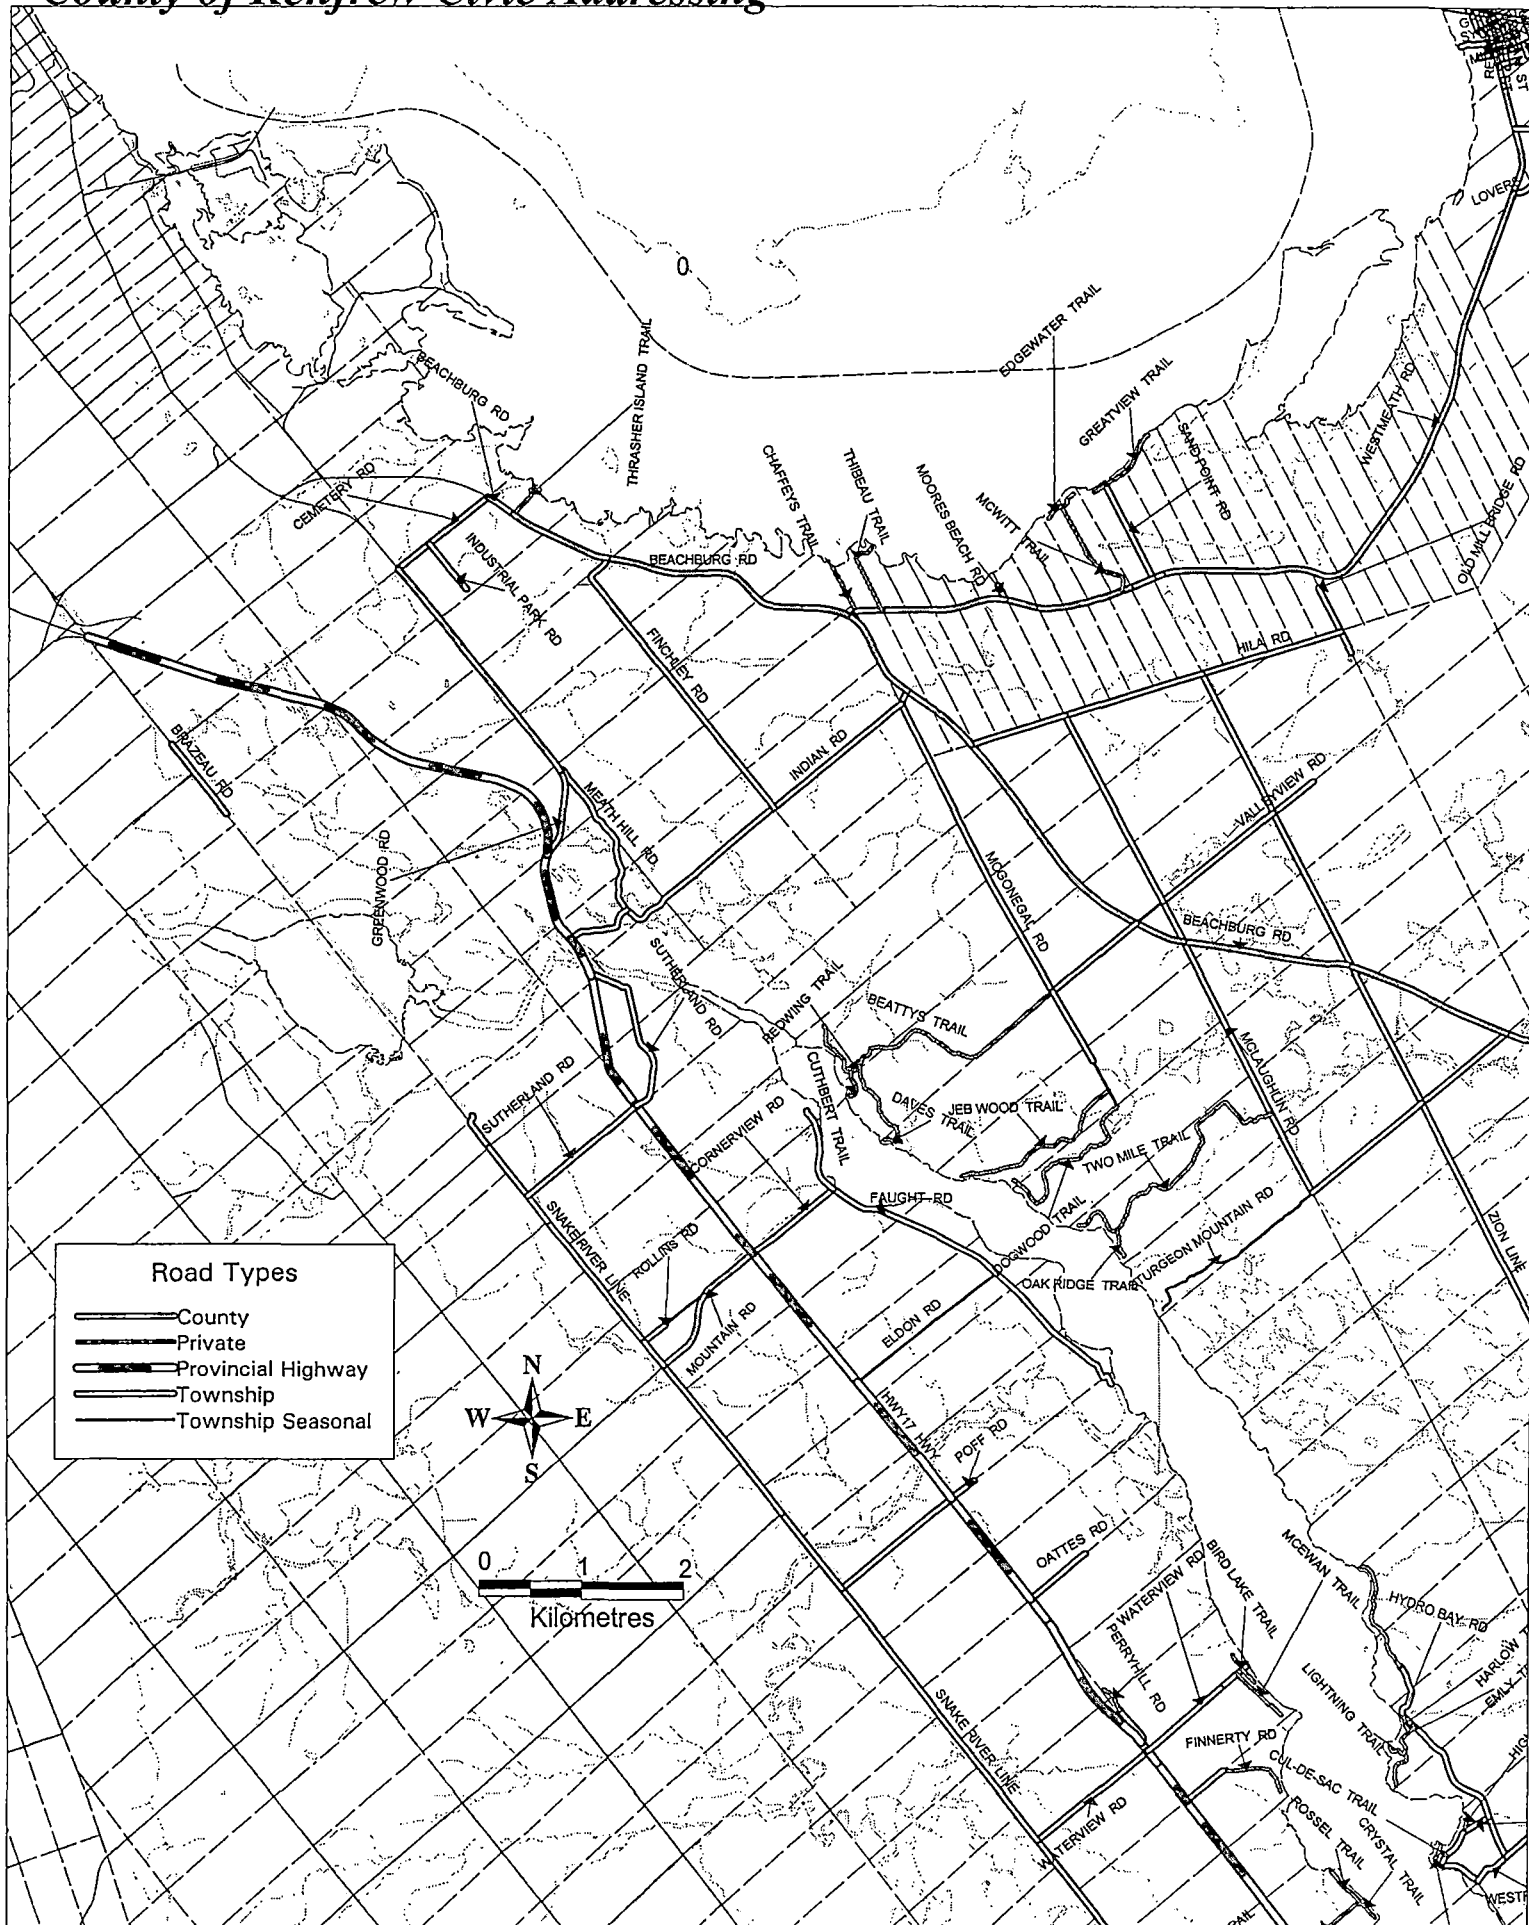 County of Renfrew Civic Addressing
LOVERS
0
EDGEWATER TRAIL
THRASHER ISLAND TRAIL
BEACHBURG RD
GREATVIEW TRAIL
WESTMEATH RD
SAND POINT RD
CEMETERY RD
CHAFFEYS TRAIL
THIBEAU TRAIL
MOORES BEACH RD
MCWITT TRAIL
OLD MILL BRIDGE RD
INDUSTRIAL PARK RD
BEACHBURG RD
HILA RD
FINCHLEY RD
BIRAZEAU RD
INDIAN RD
VALLEYVIEW RD
MEATH HILL RD
GREENWOOD RD
MOGONEGAL RD
BEACHBURG RD
SUTHERLAND RD
REDWING TRAIL
BEATTYS TRAIL
SUTHERLAND RD
CUTHBERT TRAIL
DAVES TRAIL
JEB WOOD TRAIL
MCLAUGHLIN RD
CORNERVIEW RD
TWO MILE TRAIL
FAUGHT RD
SNAKE RIVER LINE
ROLLINS RD
DOGWOOD TRAIL
STURGEON MOUNTAIN RD
ZION LINE
OAK RIDGE TRAIL
Road Types
County
Private
Provincial Highway
Township
Township Seasonal
MOUNTAIN RD
ELDON RD
N
W E
S
HWY17 HWY
POFF RD
0 1 2
Kilometres
OATTES RD
WATERVIEW RD
BIRD LAKE TRAIL
MCEWAN TRAIL
HYDRO BAY RD
PERRYHILL RD
HARLOW
LIGHTNING TRAIL
SNAKE RIVER LINE
FINNERTY RD
CUL-DE-SAC TRAIL
ROSSEL TRAIL
CRYSTAL TRAIL
WATERVIEW RD